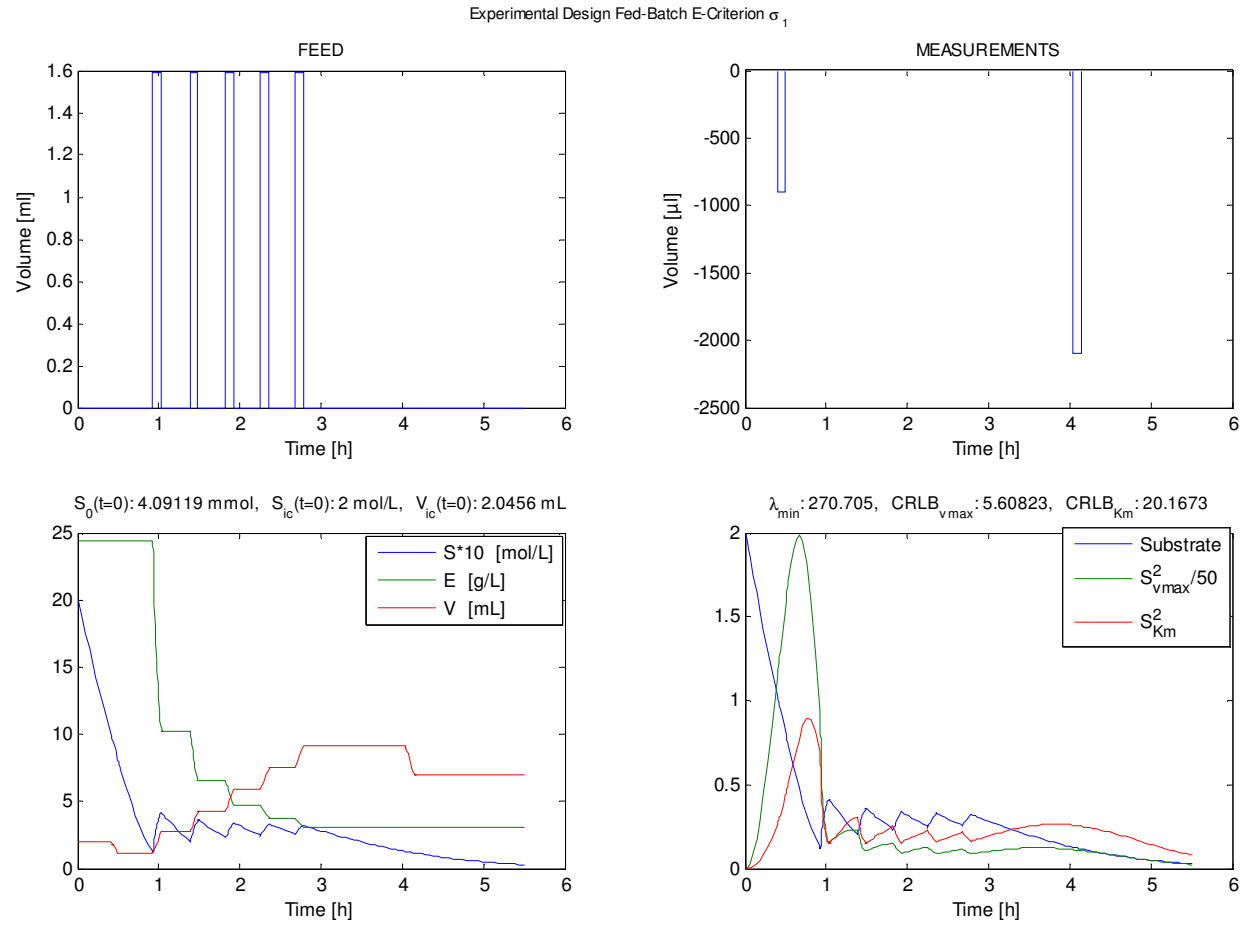 Experimental Design Fed-Batch E-Criterion σ1
FEED
1.6
1.4
1.2
1
0.8
0.6
0.4
0.2
0
Volume [ml]
0 1 2 3 4 5 6
Time [h]
MEASUREMENTS
0
-500
-1000
-1500
-2000
-2500
Volume [µl]
0 1 2 3 4 5 6
Time [h]
S0(t=0): 4.09119 mmol, Sic(t=0): 2 mol/L, Vic(t=0): 2.0456 mL
25
20
15
10
5
0
S*10 [mol/L]
E [g/L]
V [mL]
0 1 2 3 4 5 6
Time [h]
λmin: 270.705, CRLBvmax: 5.60823, CRLBKm: 20.1673
2
1.5
1
0.5
0
Substrate
S²vmax/50
S²Km
0 1 2 3 4 5 6
Time [h]